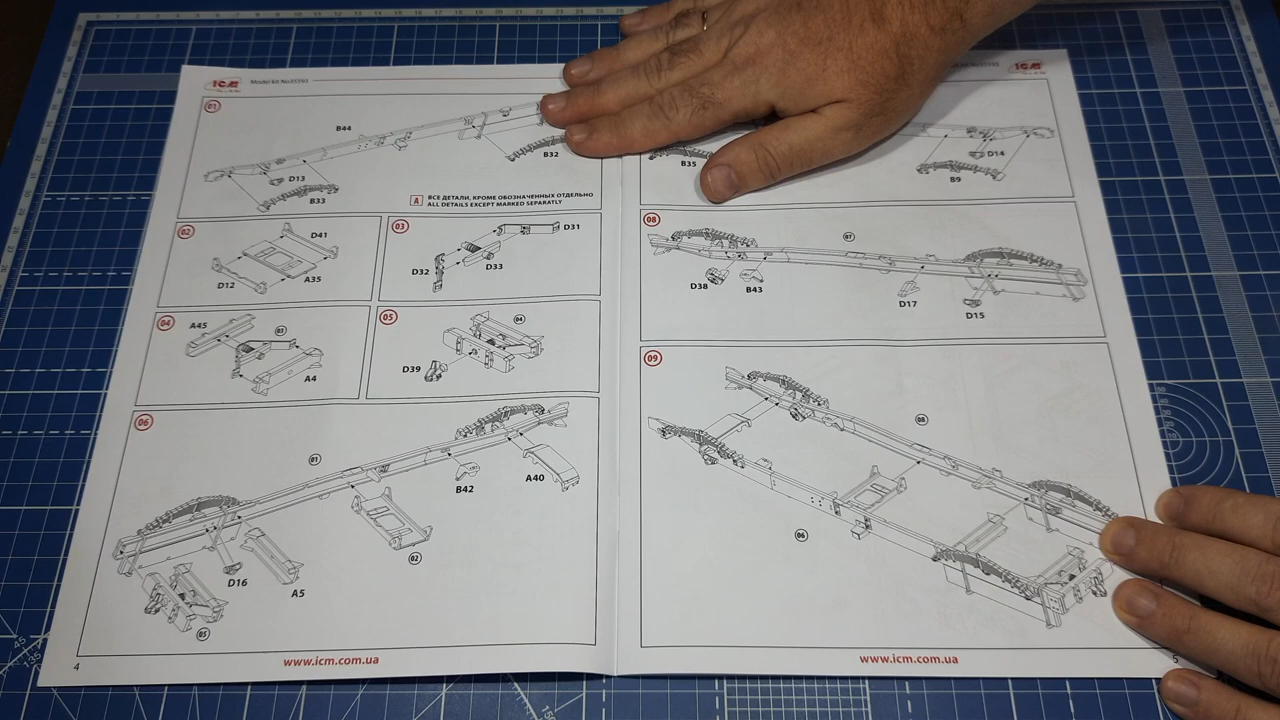 ICM
Model kit No35593
01
B44
B32
D13
B33
A ВСЕ ДЕТАЛИ, КРОМЕ ОБОЗНАЧЕННЫХ ОТДЕЛЬНО
ALL DETAILS EXCEPT MARKED SEPARATLY
02
D41
D12
A35
03
D31
D32
D33
04
A45
03
A4
05
04
D39
06
01
B42
A40
02
D16
A5
05
4
www.icm.com.ua
ICM
B35
D14
B9
08
07
D38
B43
D17
D15
09
08
06
www.icm.com.ua
5